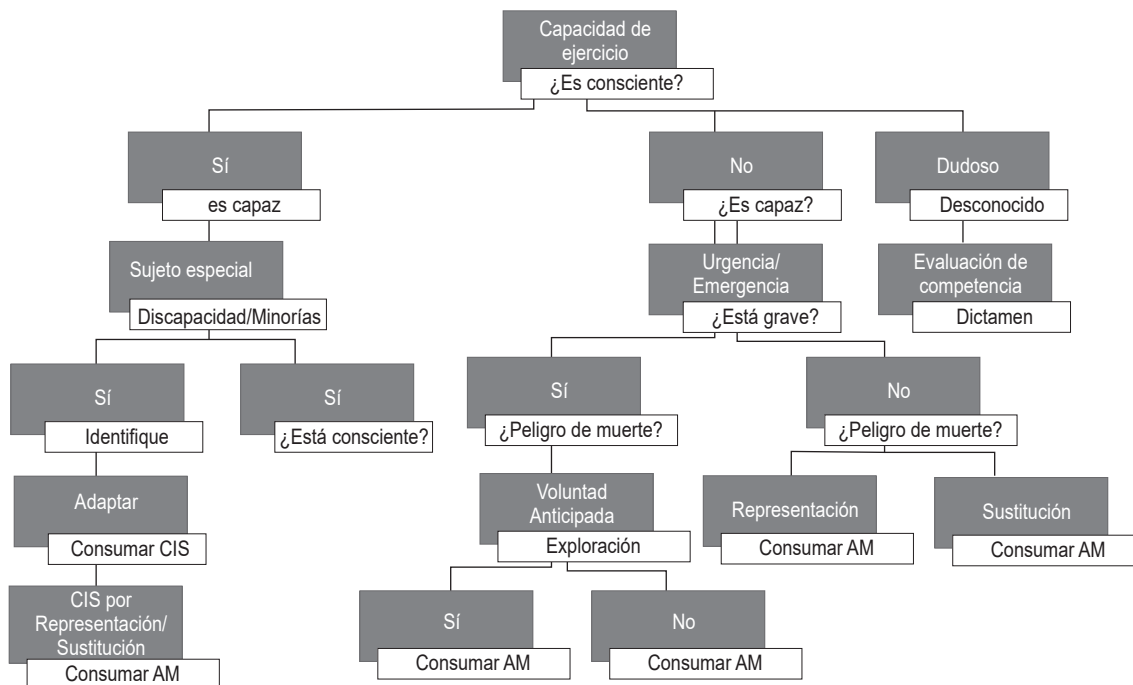 Capacidad de
ejercicio
¿Es consciente?
Sí
es capaz
No
¿Es capaz?
Dudoso
Desconocido
Sujeto especial
Discapacidad/Minorías
Urgencia/
Emergencia
¿Está grave?
Evaluación de
competencia
Dictamen
Sí
Identifique
Sí
¿Está consciente?
Sí
¿Peligro de muerte?
No
¿Peligro de muerte?
Adaptar
Consumar CIS
Voluntad
Anticipada
Exploración
Representación
Consumar AM
Sustitución
Consumar AM
CIS por
Representación/
Sustitución
Consumar AM
Sí
Consumar AM
No
Consumar AM